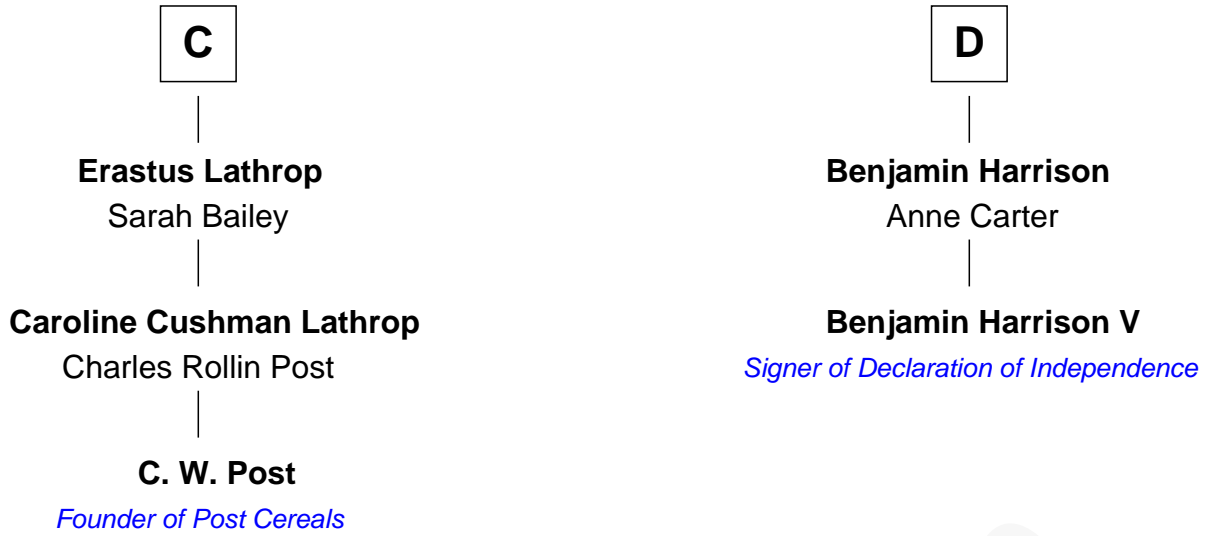 C
Erastus Lathrop
Sarah Bailey
Caroline Cushman Lathrop
Charles Rollin Post
C. W. Post
Founder of Post Cereals
D
Benjamin Harrison
Anne Carter
Benjamin Harrison V
Signer of Declaration of Independence